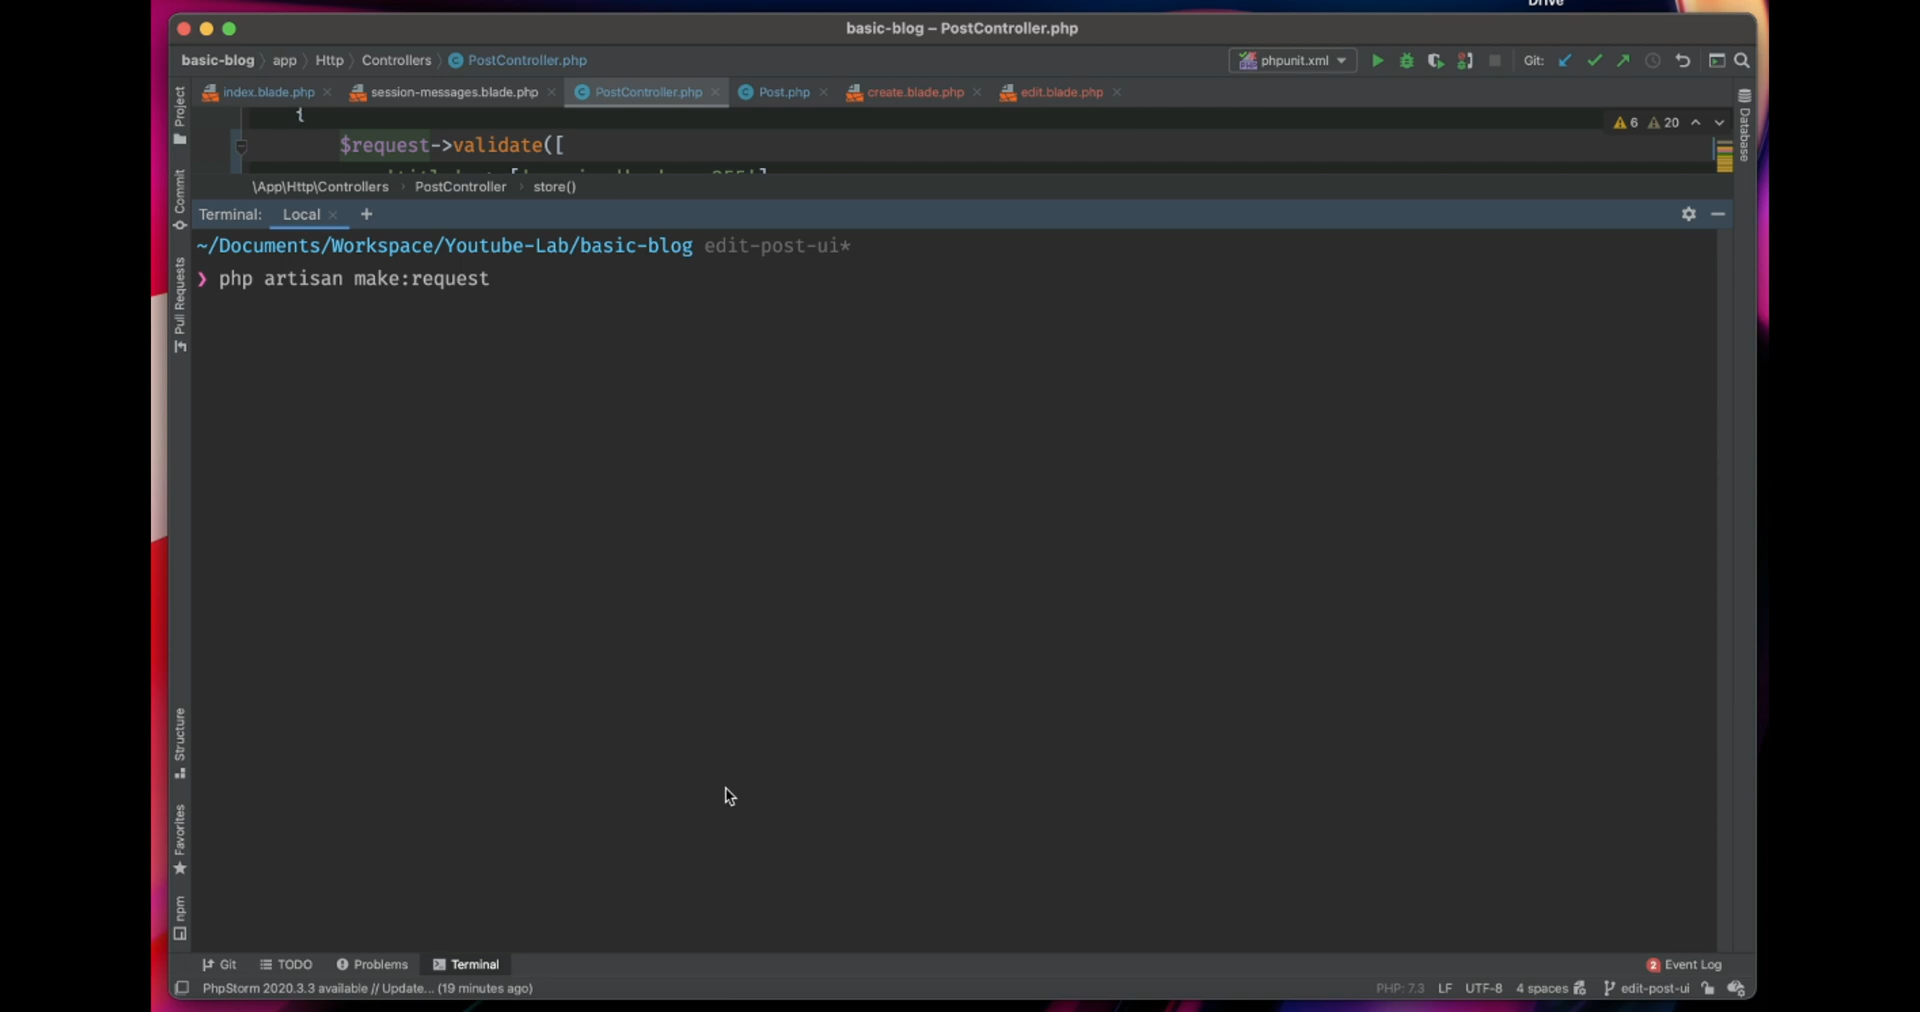 Drive
basic-blog – PostController.php
basic-blog app Http Controllers PostController.php
phpunit.xml Git:
index.blade.php session-messages.blade.php PostController.php Post.php create.blade.php edit.blade.php
{
6 20
$request->validate([
\App\Http\Controllers PostController store()
Terminal: Local
~/Documents/Workspace/Youtube-Lab/basic-blog edit-post-ui*
❯ php artisan make:request
Project
Commit
Pull Requests
Structure
Favorites
npm
Database
Git TODO Problems Terminal
2 Event Log
PhpStorm 2020.3.3 available // Update... (19 minutes ago)
PHP: 7.3 LF UTF-8 4 spaces edit-post-ui